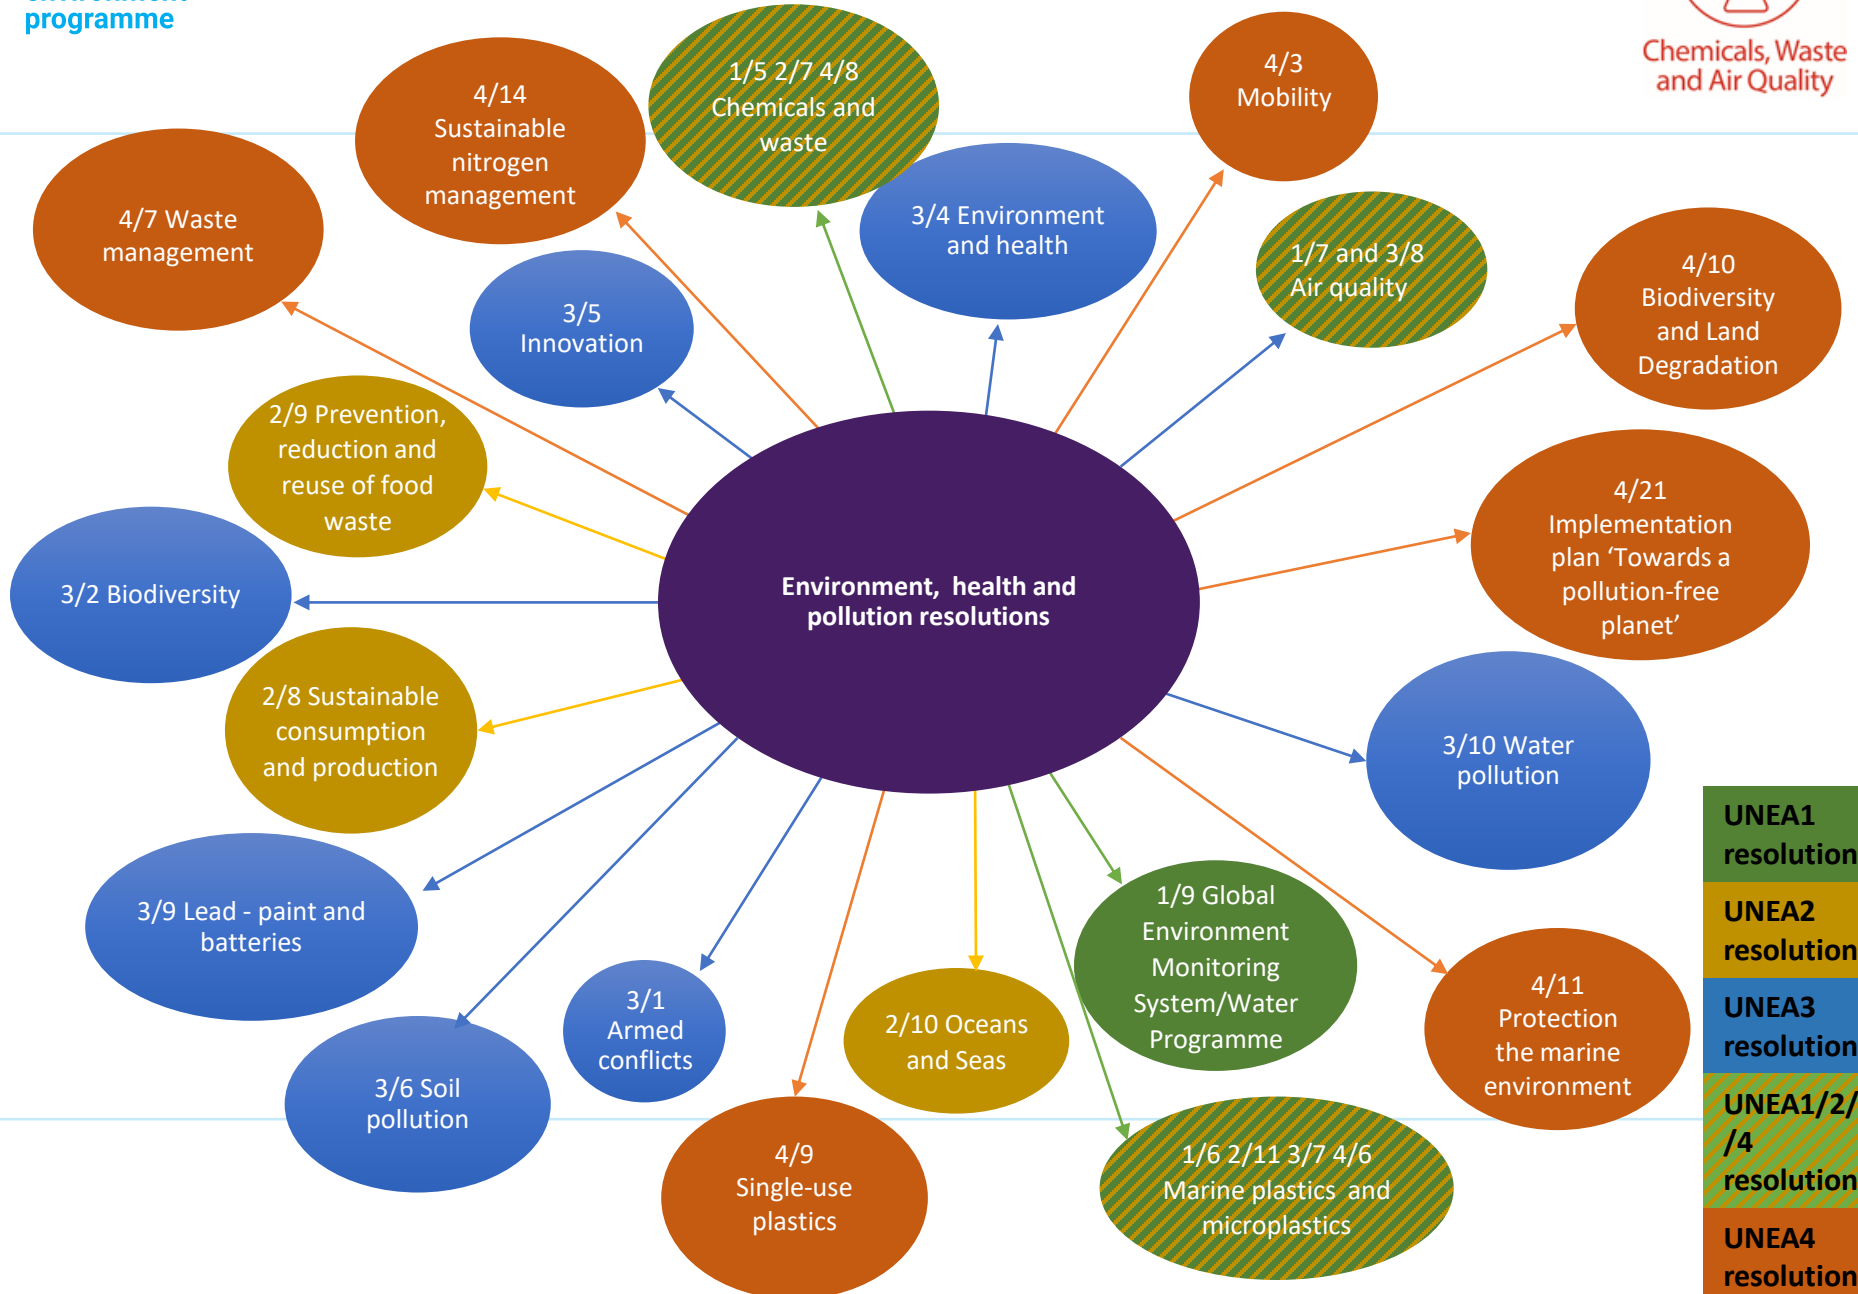 programme
Chemicals, Waste
and Air Quality
4/14
Sustainable
nitrogen
management
1/5 2/7 4/8
Chemicals and
waste
4/3
Mobility
4/7 Waste
management
3/4 Environment
and health
1/7 and 3/8
Air quality
4/10
Biodiversity
and Land
Degradation
3/5
Innovation
2/9 Prevention,
reduction and
reuse of food
waste
4/21
Implementation
plan ‘Towards a
pollution-free
planet’
3/2 Biodiversity
Environment, health and
pollution resolutions
2/8 Sustainable
consumption
and production
3/10 Water
pollution
3/9 Lead - paint and
batteries
1/9 Global
Environment
Monitoring
System/Water
Programme
3/1
Armed
conflicts
2/10 Oceans
and Seas
4/11
Protection
the marine
environment
3/6 Soil
pollution
4/9
Single-use
plastics
1/6 2/11 3/7 4/6
Marine plastics and
microplastics
UNEA1
resolution
UNEA2
resolution
UNEA3
resolution
UNEA1/2/
/4
resolution
UNEA4
resolution